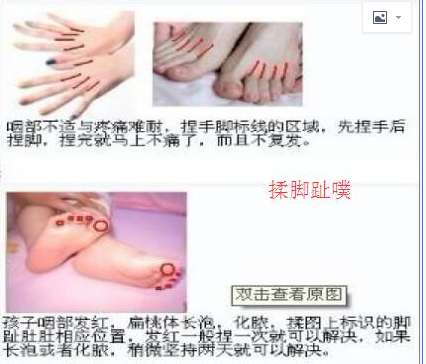 咽部不适与疼痛难耐，捏手脚标线的区域，先捏手后
捏脚，捏完就马上不痛了，而且不复发。
揉脚趾噗
双击查看原图
孩子咽部发红，扁桃体长泡，化脓，揉图上标识的脚
趾肚肚相应位置，发红一般捏一次就可以解决，如果
长泡或者化脓，稍微坚持两天就可以解决。